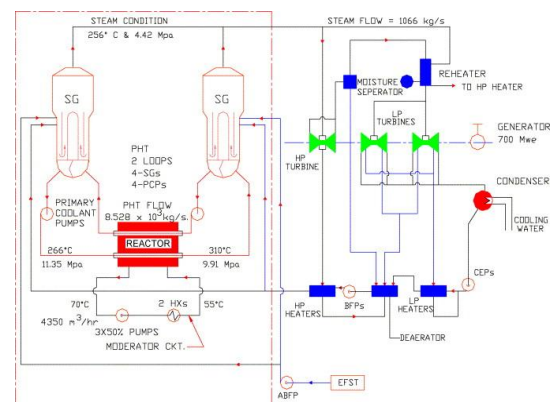 STEAM CONDITION
256° C & 4.42 Mpa
STEAM FLOW = 1066 kg/s
SG
SG
MOISTURE
SEPERATOR
REHEATER
TO HP HEATER
LP
TURBINES
HP
TURBINE
GENERATOR
700 Mwe
PHT
2 LOOPS
4-SGs
4-PCPs
PHT FLOW
8.528 x 10³kg/s.
PRIMARY
COOLANT
PUMPS
REACTOR
266°C
11.35 Mpa
310°C
9.91 Mpa
CONDENSER
COOLING
WATER
CEPs
HP
HEATERS
BFPs
LP
HEATERS
DEAERATOR
70°C
2 HXs
55°C
4350 m³/hr
3X50% PUMPS
MODERATOR CKT.
ABFP
EFST